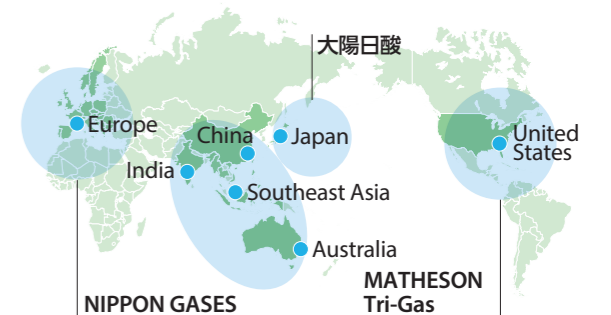 大陽日酸
Europe
China
Japan
United
States
India
Southeast Asia
Australia
MATHESON
Tri-Gas
NIPPON GASES